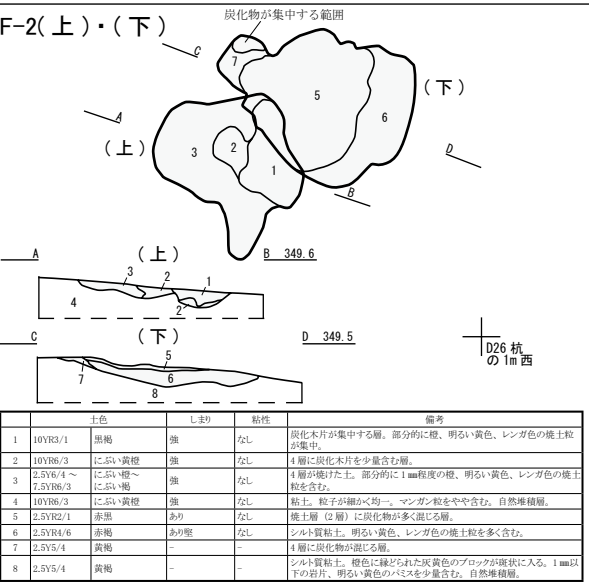 F-2(上)・(下)
炭化物が集中する範囲
C
7
5
6
(下)
A
(上)
3
2
1
D
B
A
(上)
B 349.6
3
2
1
4
2
C
(下)
D 349.5
5
7
6
8
D26 杭
の 1m 西
土色 しまり 粘性 備考
1 10YR3/1 黒褐 強 なし 炭化木片が集中する層。部分的に橙、明るい黄色、レンガ色の焼土粒
が集中。
2 10YR6/3 にぶい黄橙 強 なし 4 層に炭化木片を少量含む層。
3 2.5Y6/4 ～ にぶい橙～ 強 なし 4 層が焼けた土。部分的に 1 ㎜程度の橙、明るい黄色、レンガ色の焼土
7.5YR6/3 にぶい褐 粒を含む。
4 10YR6/3 にぶい黄橙 強 なし 粘土。粒子が細かく均一。マンガン粒をやや含む。自然堆積層。
5 2.5YR2/1 赤黒 あり なし 焼土層（2 層）に炭化物が多く混じる層。
6 2.5YR4/6 赤褐 あり堅 なし シルト質粘土。明るい黄色、レンガ色の焼土粒を多く含む。
7 2.5Y5/4 黄褐 - - 4 層に炭化物が混じる層。
8 2.5Y5/4 黄褐 - - シルト質粘土。橙色に縁どられた灰黄色のブロックが斑状に入る。1 ㎜以
下の岩片、明るい黄色のパミスを少量含む。自然堆積層。